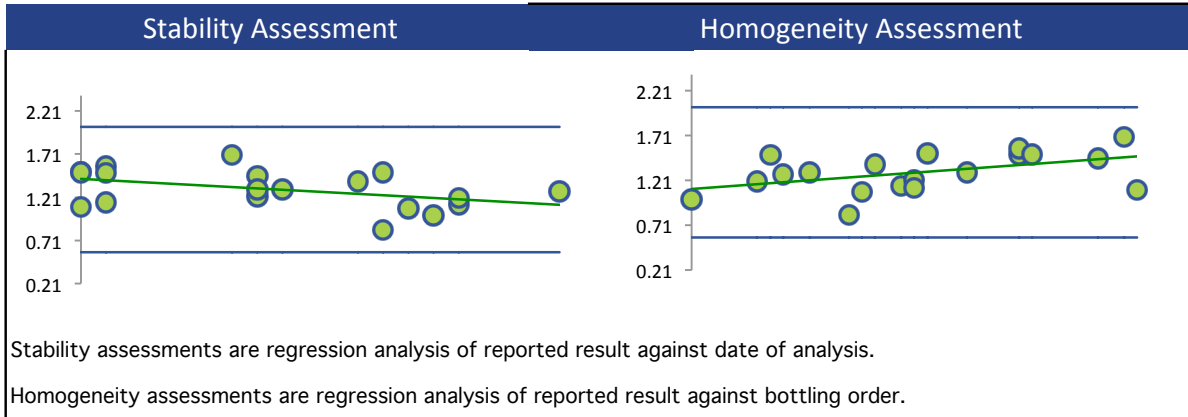 Stability Assessment
Homogeneity Assessment
2.21
1.71
1.21
0.71
0.21
2.21
1.71
1.21
0.71
0.21
Stability assessments are regression analysis of reported result against date of analysis.
Homogeneity assessments are regression analysis of reported result against bottling order.